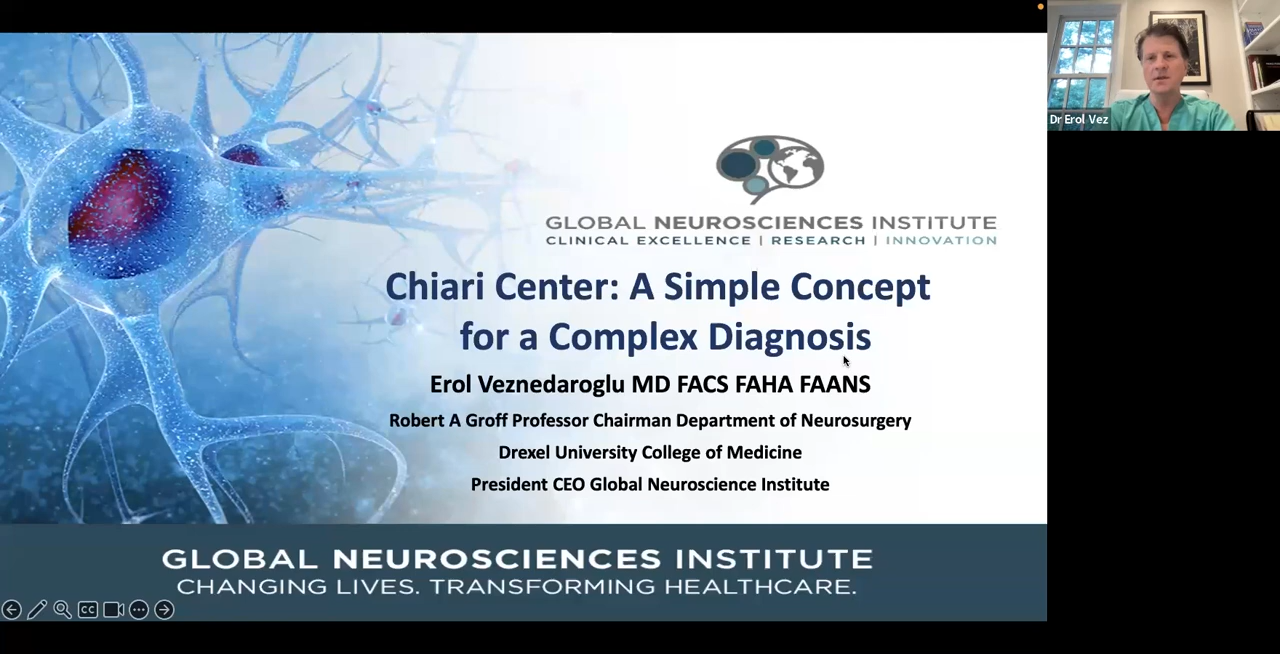 GLOBAL NEUROSCIENCES INSTITUTE
CLINICAL EXCELLENCE | RESEARCH | INNOVATION
Chiari Center: A Simple Concept
for a Complex Diagnosis
Erol Veznedaroglu MD FACS FAHA FAANS
Robert A Groff Professor Chairman Department of Neurosurgery
Drexel University College of Medicine
President CEO Global Neuroscience Institute
GLOBAL NEUROSCIENCES INSTITUTE
CHANGING LIVES. TRANSFORMING HEALTHCARE.
CC
Dr Erol Vez